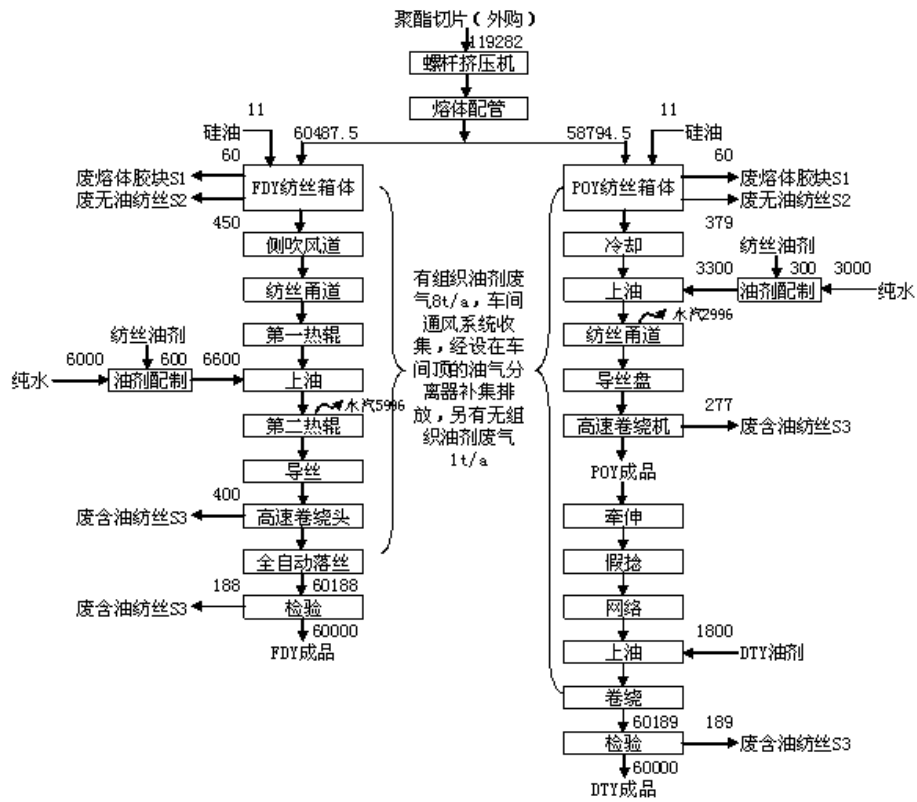 聚酯切片(外购)
119282
螺杆挤压机
熔体配管
11
硅油
60487.5
58794.5
11
硅油
60
废熔体胶块S1
废无油纺丝S2
FDY纺丝箱体
POY纺丝箱体
60
废熔体胶块S1
废无油纺丝S2
450
379
侧吹风道
冷却
纺丝油剂
纺丝甬道
上油
3300
300
3000
油剂配制
纯水
第一热辊
水汽2996
纺丝甬道
纺丝油剂
6000
600
6600
纯水
油剂配制
上油
导丝盘
水汽5996
第二热辊
277
高速卷绕机
废含油纺丝S3
导丝
POY成品
400
废含油纺丝S3
高速卷绕头
牵伸
全自动落丝
假捻
188
60188
废含油纺丝S3
检验
网络
60000
FDY成品
有组织油剂废
气8t/a,车间
通风系统收
集,经设在车
间顶的油气分
离器补集排
放,另有无组
织油剂废气
1t/a
1800
上油
DTY油剂
卷绕
60189
189
检验
废含油纺丝S3
60000
DTY成品